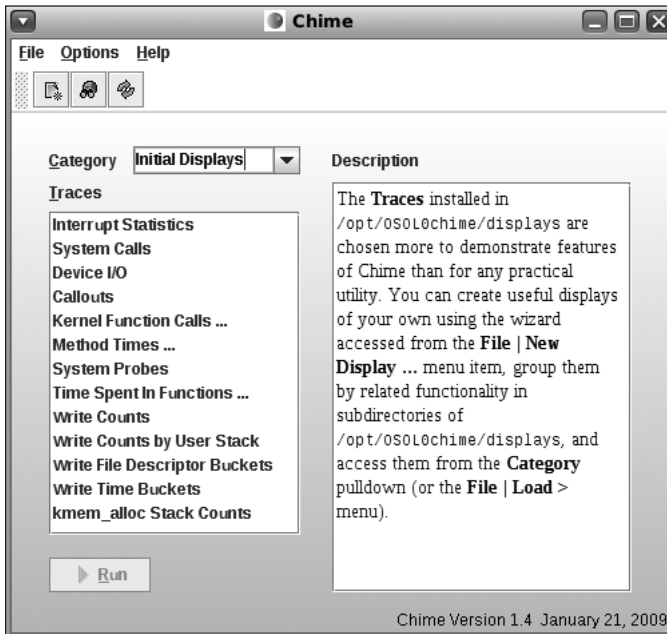 Chime
File Options Help
Category Initial Displays
Traces
Interrupt Statistics
System Calls
Device I/O
Callouts
Kernel Function Calls ...
Method Times ...
System Probes
Time Spent In Functions ...
Write Counts
Write Counts by User Stack
Write File Descriptor Buckets
Write Time Buckets
kmem_alloc Stack Counts
Run
Description
The Traces installed in
/opt/OSOL0chime/displays are
chosen more to demonstrate features
of Chime than for any practical
utility. You can create useful displays
of your own using the wizard
accessed from the File | New
Display ... menu item, group them
by related functionality in
subdirectories of
/opt/OSOL0chime/displays, and
access them from the Category
pulldown (or the File | Load >
menu).
Chime Version 1.4 January 21, 2009